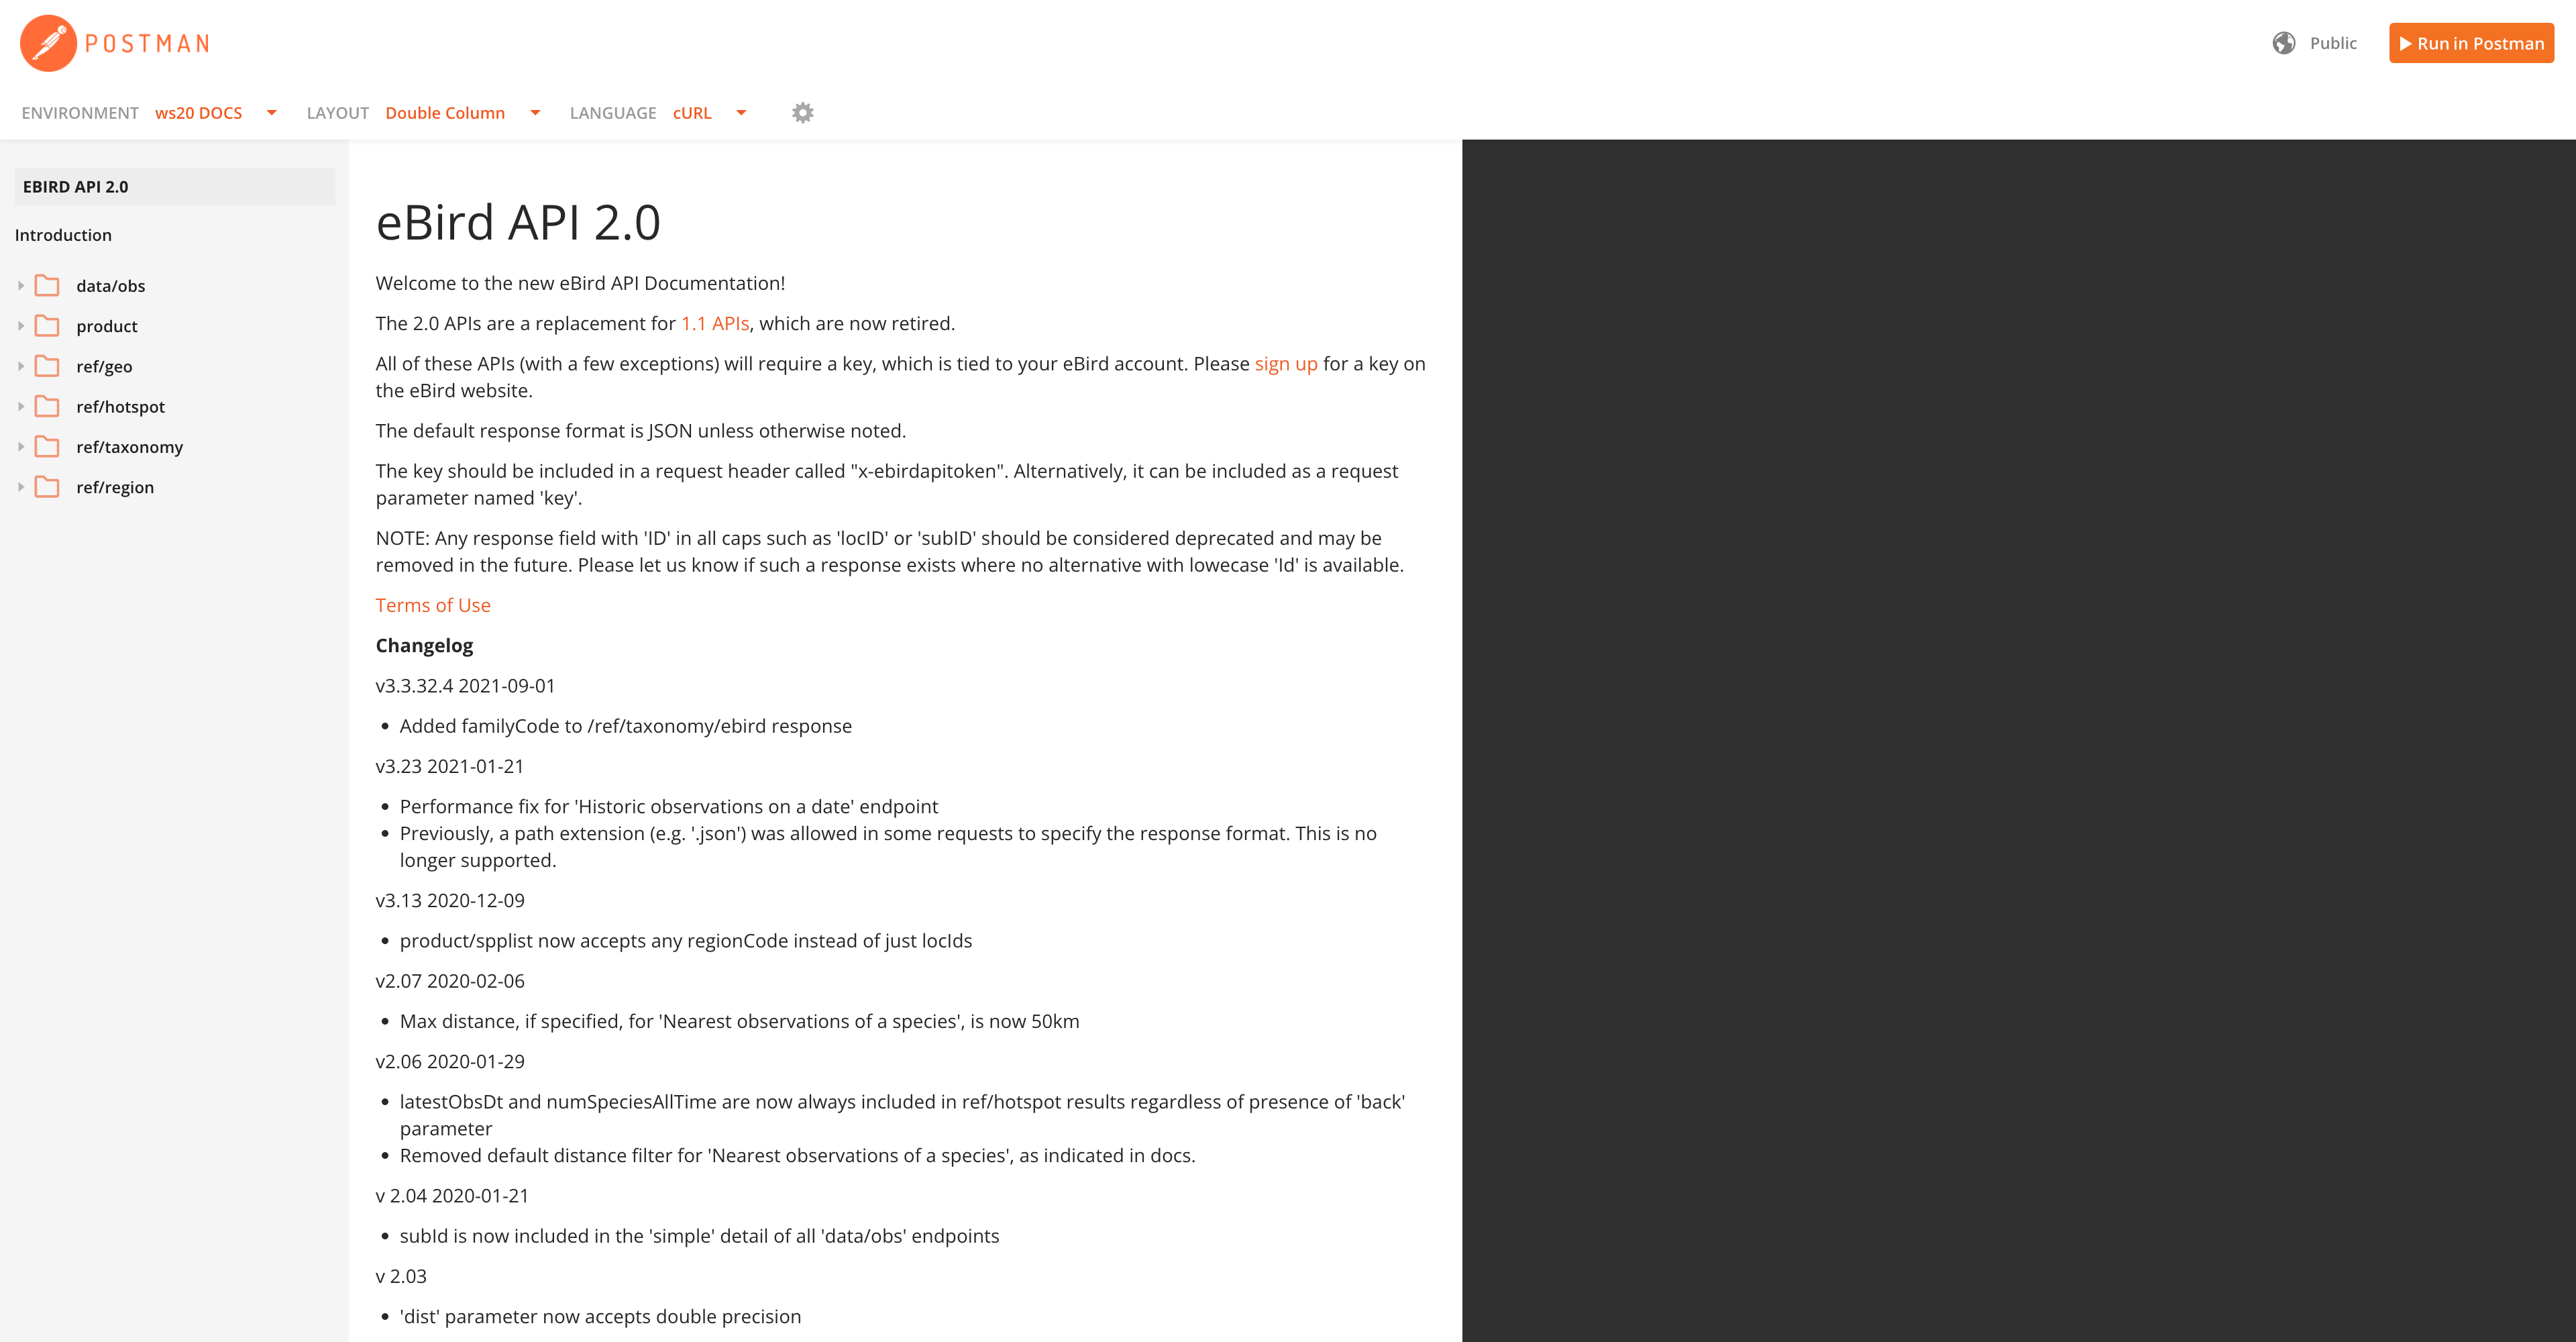 POSTMAN
Public
Run in Postman
ENVIRONMENT ws20 DOCS LAYOUT Double Column LANGUAGE cURL
EBIRD API 2.0
Introduction
data/obs
product
ref/geo
ref/hotspot
ref/taxonomy
ref/region
eBird API 2.0
Welcome to the new eBird API Documentation!
The 2.0 APIs are a replacement for 1.1 APIs, which are now retired.
All of these APIs (with a few exceptions) will require a key, which is tied to your eBird account. Please sign up for a key on
the eBird website.
The default response format is JSON unless otherwise noted.
The key should be included in a request header called "x-ebirdapitoken". Alternatively, it can be included as a request
parameter named 'key'.
NOTE: Any response field with 'ID' in all caps such as 'locID' or 'subID' should be considered deprecated and may be
removed in the future. Please let us know if such a response exists where no alternative with lowecase 'Id' is available.
Terms of Use
Changelog
v3.3.32.4 2021-09-01
• Added familyCode to /ref/taxonomy/ebird response
v3.23 2021-01-21
• Performance fix for 'Historic observations on a date' endpoint
• Previously, a path extension (e.g. '.json') was allowed in some requests to specify the response format. This is no
longer supported.
v3.13 2020-12-09
• product/spplist now accepts any regionCode instead of just locIds
v2.07 2020-02-06
• Max distance, if specified, for 'Nearest observations of a species', is now 50km
v2.06 2020-01-29
• latestObsDt and numSpeciesAllTime are now always included in ref/hotspot results regardless of presence of 'back'
parameter
• Removed default distance filter for 'Nearest observations of a species', as indicated in docs.
v 2.04 2020-01-21
• subId is now included in the 'simple' detail of all 'data/obs' endpoints
v 2.03
• 'dist' parameter now accepts double precision